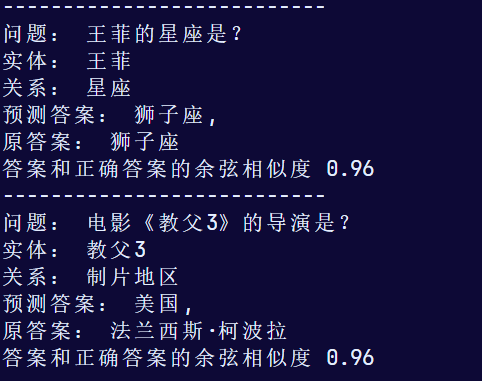 ---------------------------
问题： 王菲的星座是？
实体： 王菲
关系： 星座
预测答案： 狮子座，
原答案： 狮子座
答案和正确答案的余弦相似度 0.96
---------------------------
问题： 电影《教父3》的导演是？
实体： 教父3
关系： 制片地区
预测答案： 美国，
原答案： 法兰西斯·柯波拉
答案和正确答案的余弦相似度 0.96